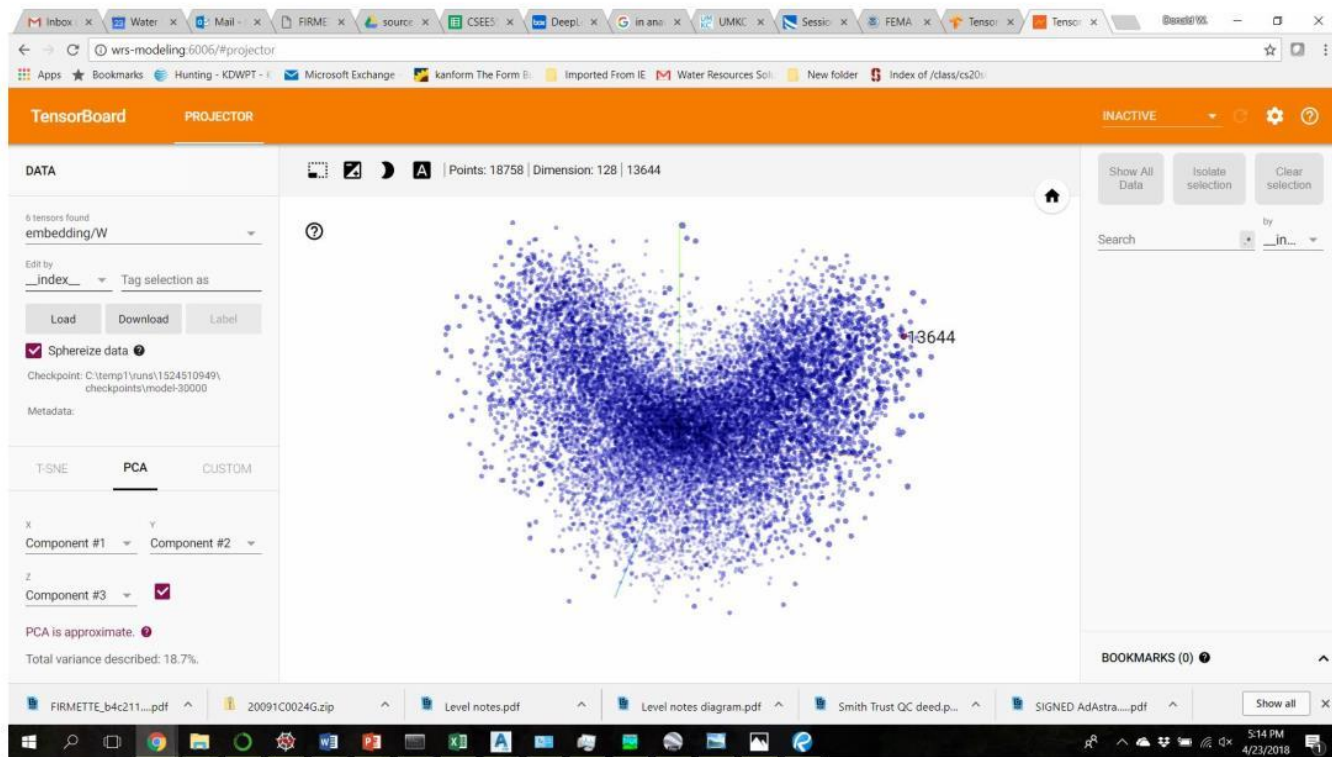 Inbox
Water
Mail -
FIRME
source
CSEE5
DeepL
in ana
UMKC
Sessio
FEMA
Tensor
Tensor
Donald W.
wrs-modeling:6006/#projector
Apps Bookmarks Hunting - KDWPT - Microsoft Exchange kanform The Form B Imported From IE Water Resources Sol New folder Index of /class/cs20s
TensorBoard PROJECTOR INACTIVE
DATA
Points: 18758 | Dimension: 128 | 13644
Show All Data
Isolate selection
Clear selection
6 tensors found
embedding/W
by
Search __in...
Edit by
__index__ Tag selection as
Load Download Label
Sphereize data
Checkpoint: C:\temp1\runs\1524510949\
checkpoints\model-30000
Metadata:
13644
T-SNE PCA CUSTOM
X Y
Component #1 Component #2
Z
Component #3
PCA is approximate.
Total variance described: 18.7%.
BOOKMARKS (0)
FIRMETTE_b4c211....pdf 20091C0024G.zip Level notes.pdf Level notes diagram.pdf Smith Trust QC deed.p... SIGNED AdAstra.....pdf Show all
5:14 PM
4/23/2018